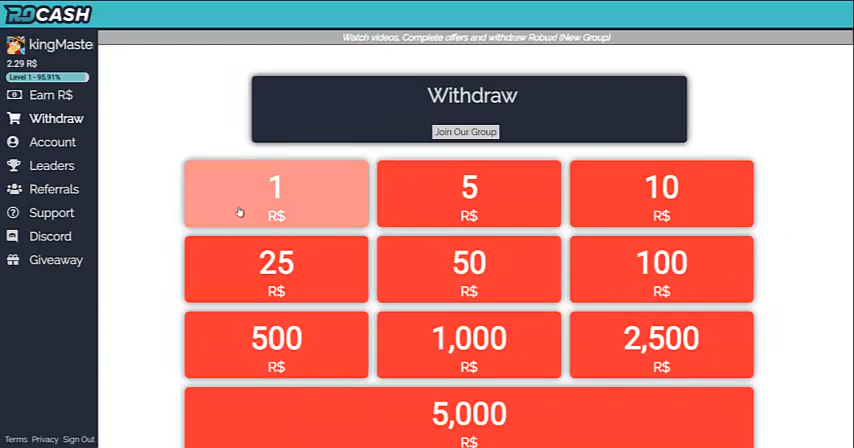 ROCASH
Watch videos, Complete offers and withdraw Robux! (New Group)
kingMaste
2.29 R$
Level 1 - 95.91%
Earn R$
Withdraw
Account
Leaders
Referrals
Support
Discord
Giveaway
Terms Privacy Sign Out
Withdraw
Join Our Group
1
R$
5
R$
10
R$
25
R$
50
R$
100
R$
500
R$
1,000
R$
2,500
R$
5,000
R$